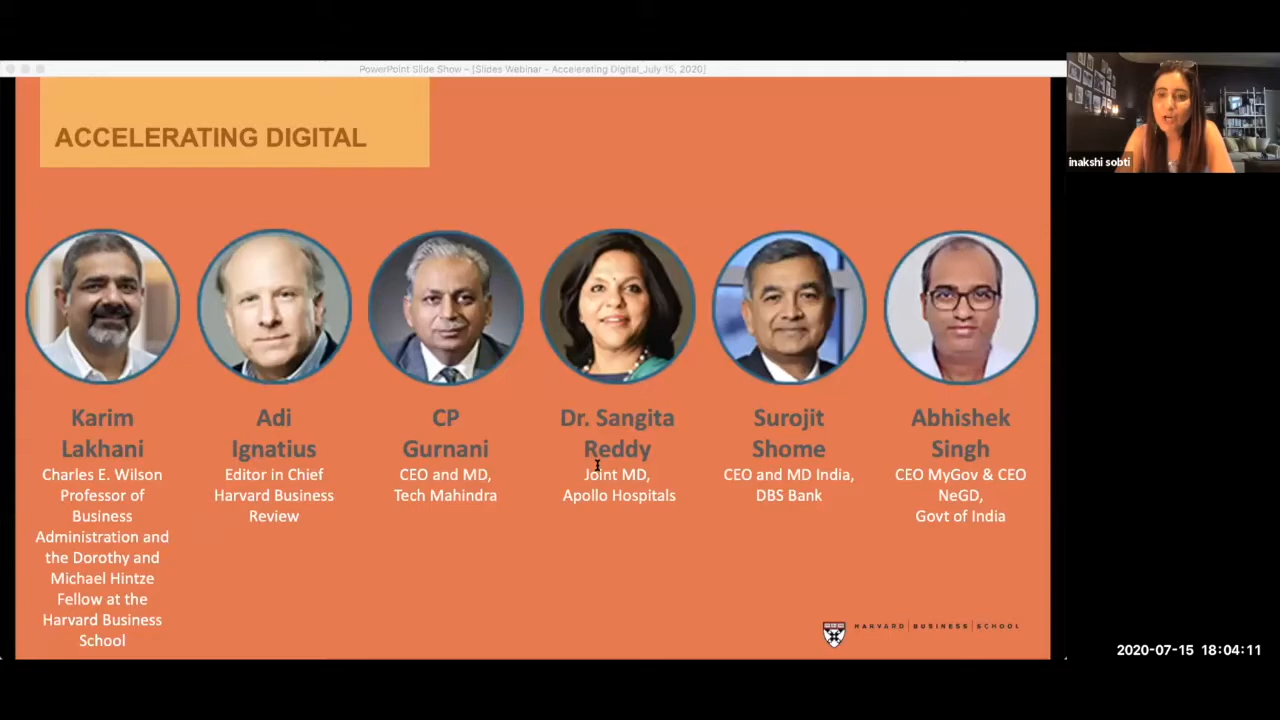 PowerPoint Slide Show - [Slides Webinar - Accelerating Digital_July 15, 2020]
ACCELERATING DIGITAL
inakshi sobti
Karim
Lakhani
Charles E. Wilson
Professor of
Business
Administration and
the Dorothy and
Michael Hintze
Fellow at the
Harvard Business
School
Adi
Ignatius
Editor in Chief
Harvard Business
Review
CP
Gurnani
CEO and MD,
Tech Mahindra
Dr. Sangita
Reddy
Joint MD,
Apollo Hospitals
Surojit
Shome
CEO and MD India,
DBS Bank
Abhishek
Singh
CEO MyGov & CEO
NeGD,
Govt of India
HARVARD | BUSINESS | SCHOOL
2020-07-15 18:04:11